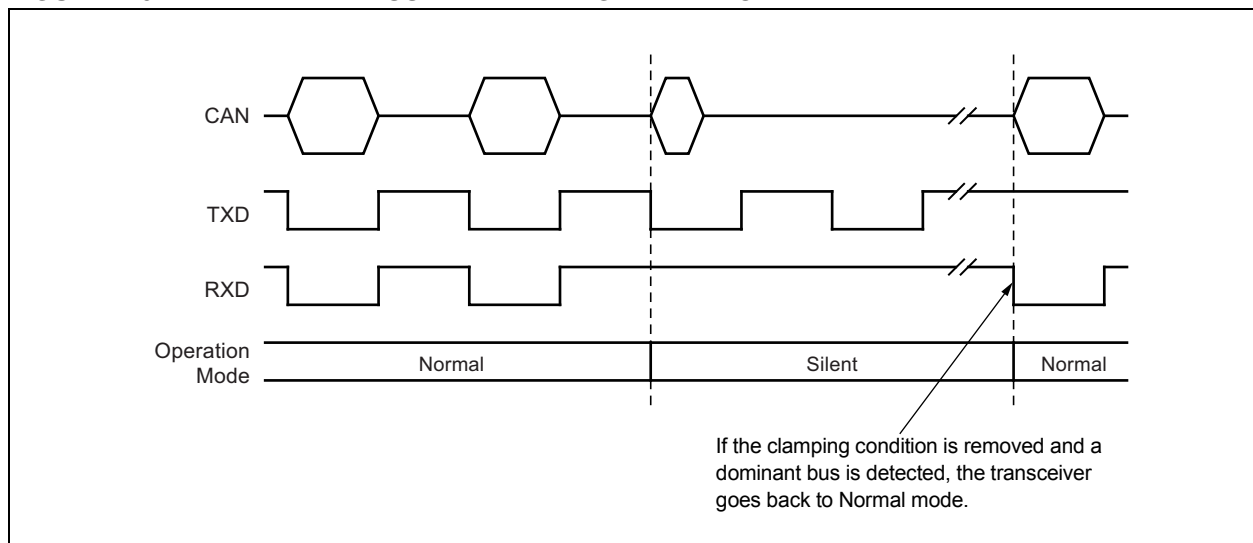 CAN
TXD
RXD
Operation
Mode
Normal
Silent
Normal
If the clamping condition is removed and a
dominant bus is detected, the transceiver
goes back to Normal mode.